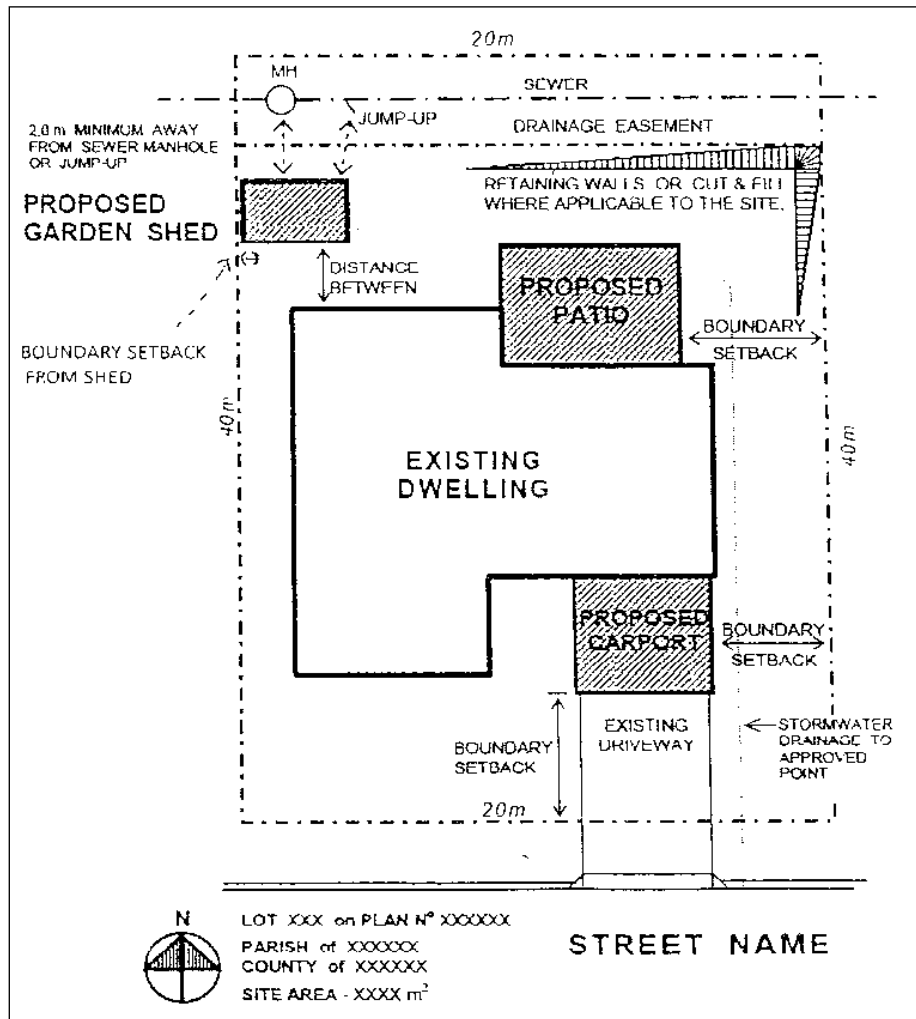 20m
MH
SEWER
JUMP-UP
DRAINAGE EASEMENT
2.0m MINIMUM AWAY
FROM SEWER MANHOLE
OR JUMP-UP
PROPOSED
GARDEN SHED
RETAINING WALLS OR CUT & FILL
WHERE APPLICABLE TO THE SITE.
DISTANCE
BETWEEN
PROPOSED
PATIO
BOUNDARY
SETBACK
BOUNDARY SETBACK
FROM SHED
40m
40m
EXISTING
DWELLING
PROPOSED
CARPORT
BOUNDARY
SETBACK
BOUNDARY
SETBACK
EXISTING
DRIVEWAY
STORMWATER
DRAINAGE TO
APPROVED
POINT
20m
N
LOT XXX on PLAN Nº XXXXXX
PARISH of XXXXXX
COUNTY of XXXXXX
SITE AREA - XXXX m²
STREET NAME